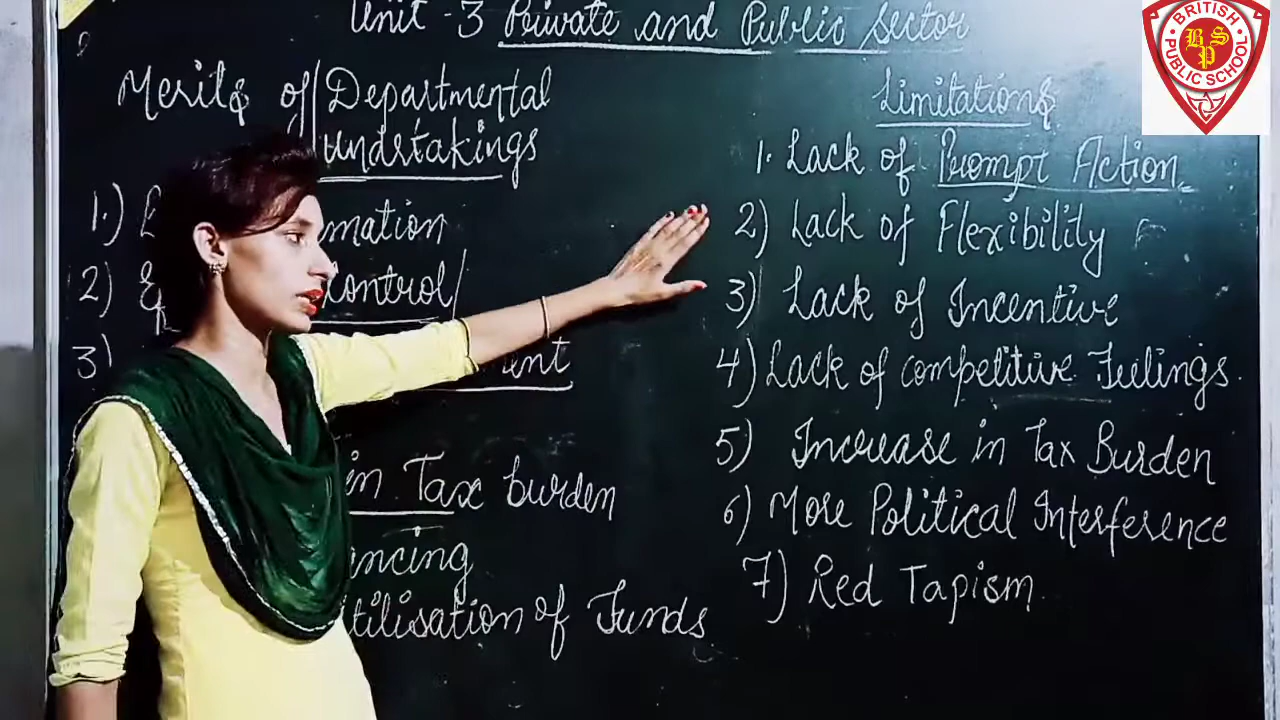 Unit - 3 Private and Public Sector
Merits of Departmental
undertakings
1.)
mation
2)
control
3)
ent
in Tax burden
ancing
tilisation of Funds
Limitations
1. Lack of Prompt Action
2) Lack of Flexibility
3) Lack of Incentive
4) Lack of competitive Feelings.
5) Increase in Tax Burden
6) More Political Interference
7) Red Tapism
BRITISH
BPS
PUBLIC SCHOOL